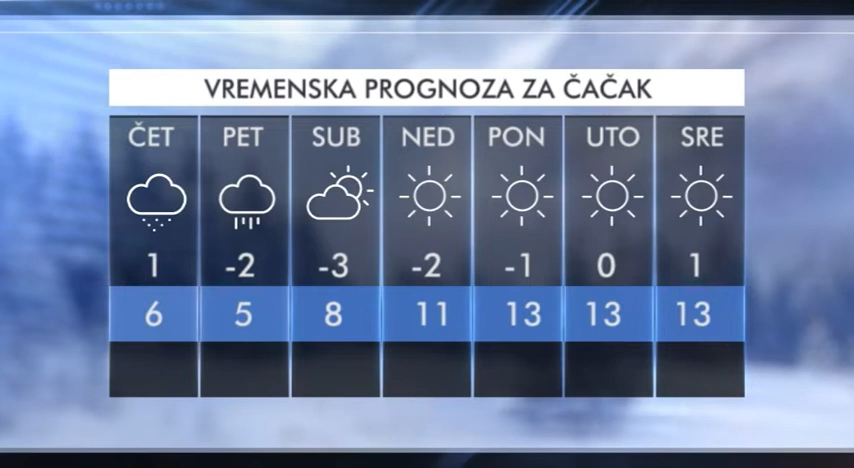 VREMENSKA PROGNOZA ZA ČAČAK
ČET PET SUB NED PON UTO SRE
1 -2 -3 -2 -1 0 1
6 5 8 11 13 13 13